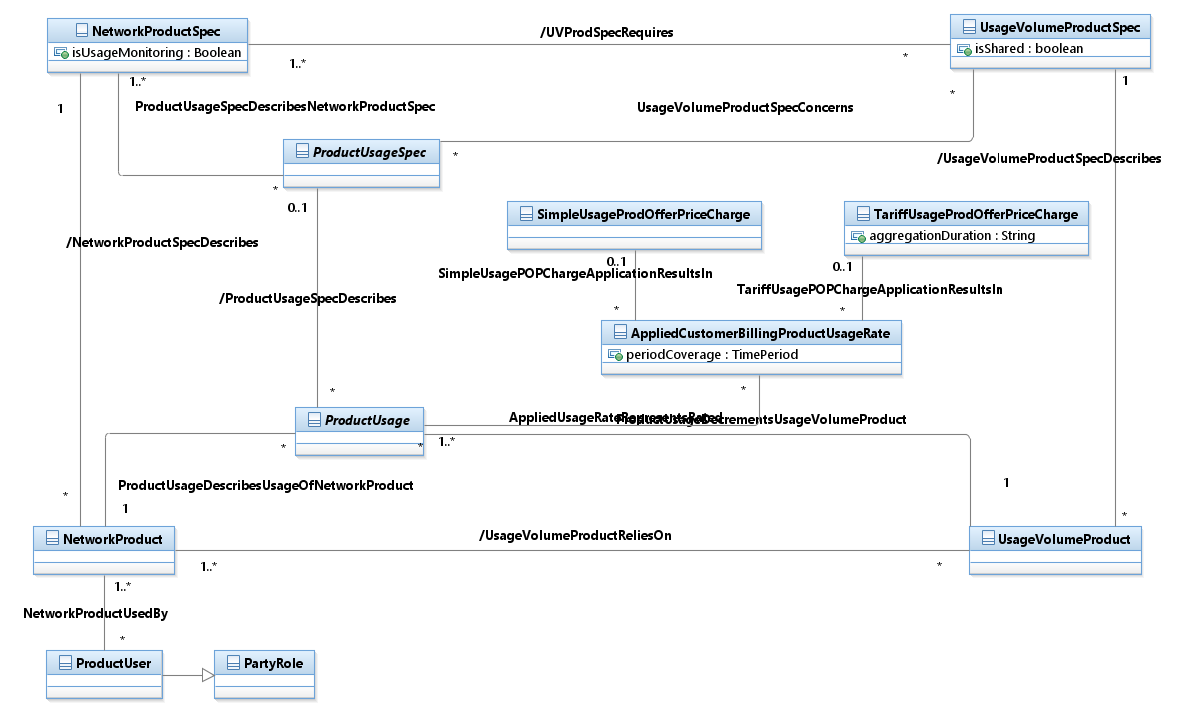 NetworkProductSpec
isUsageMonitoring : Boolean
/UVProdSpecRequires
UsageVolumeProductSpec
isShared : boolean
1..*
*
1..*
1
ProductUsageSpecDescribesNetworkProductSpec
UsageVolumeProductSpecConcerns
*
1
ProductUsageSpec
*
/UsageVolumeProductSpecDescribes
*
0..1
SimpleUsageProdOfferPriceCharge
TariffUsageProdOfferPriceCharge
aggregationDuration : String
/NetworkProductSpecDescribes
0..1
0..1
SimpleUsagePOPChargeApplicationResultsIn
TariffUsagePOPChargeApplicationResultsIn
/ProductUsageSpecDescribes
*
*
AppliedCustomerBillingProductUsageRate
periodCoverage : TimePeriod
*
*
ProductUsage
AppliedUsageRateRepresentsRated
ProductUsageDecrementsUsageVolumeProduct
*
*
1..*
ProductUsageDescribesUsageOfNetworkProduct
1
*
1
*
NetworkProduct
/UsageVolumeProductReliesOn
UsageVolumeProduct
1..*
*
1..*
NetworkProductUsedBy
*
ProductUser
PartyRole